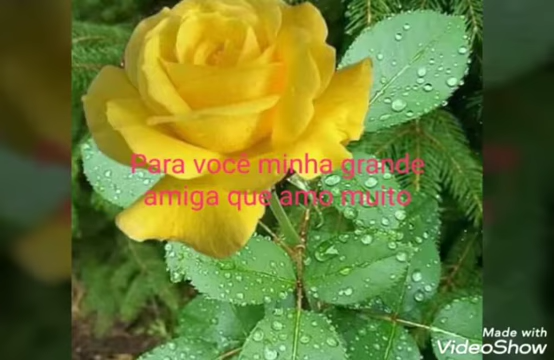 Para voce minha grande
amiga que amo muito
Made with
VideoShow